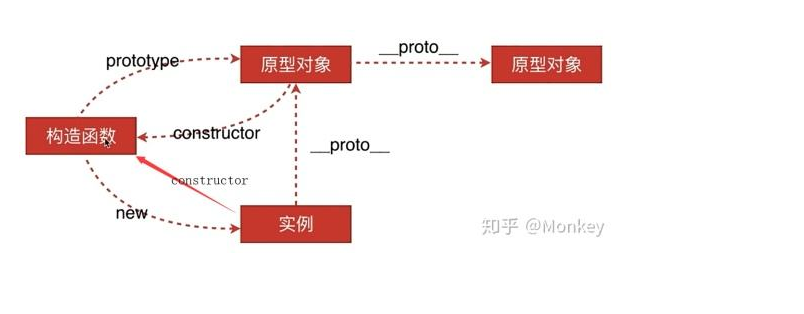 prototype
原型对象
__proto__
原型对象
构造函数
constructor
__proto__
constructor
new
实例
知乎 @Monkey